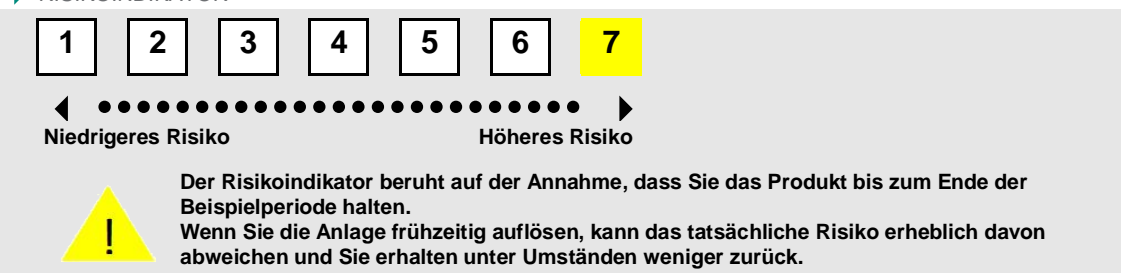 RISIKOINDIKATOR
1 2 3 4 5 6 7
Niedrigeres Risiko Höheres Risiko
Der Risikoindikator beruht auf der Annahme, dass Sie das Produkt bis zum Ende der
Beispielperiode halten.
! Wenn Sie die Anlage frühzeitig auflösen, kann das tatsächliche Risiko erheblich davon
abweichen und Sie erhalten unter Umständen weniger zurück.